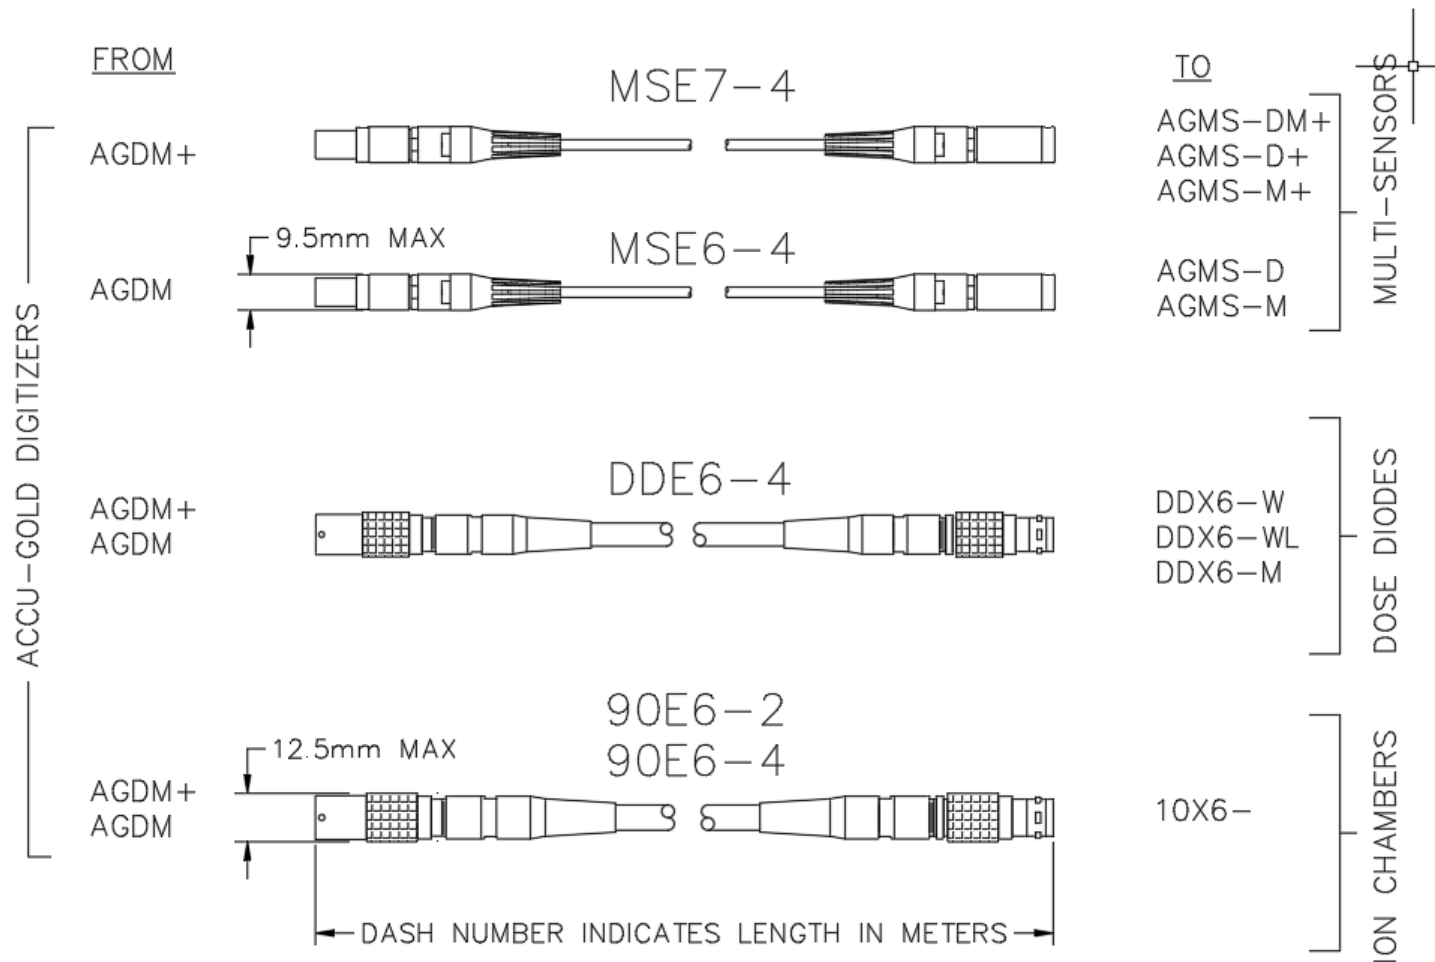 FROM
TO
MSE7-4
AGDM+
AGMS-DM+
AGMS-D+
AGMS-M+
9.5mm MAX
MSE6-4
AGDM
AGMS-D
AGMS-M
MULTI-SENSORS
ACCU-GOLD DIGITIZERS
DDE6-4
AGDM+
AGDM
DDX6-W
DDX6-WL
DDX6-M
DOSE DIODES
90E6-2
90E6-4
12.5mm MAX
AGDM+
AGDM
10X6-
ION CHAMBERS
DASH NUMBER INDICATES LENGTH IN METERS